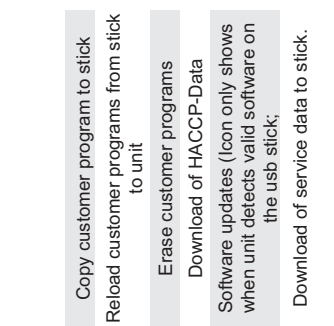 Copy customer program to stick
Reload customer programs from stick
to unit
Erase customer programs
Download of HACCP-Data
Software updates (Icon only shows
when unit detects valid software on
the usb stick;
Download of service data to stick.